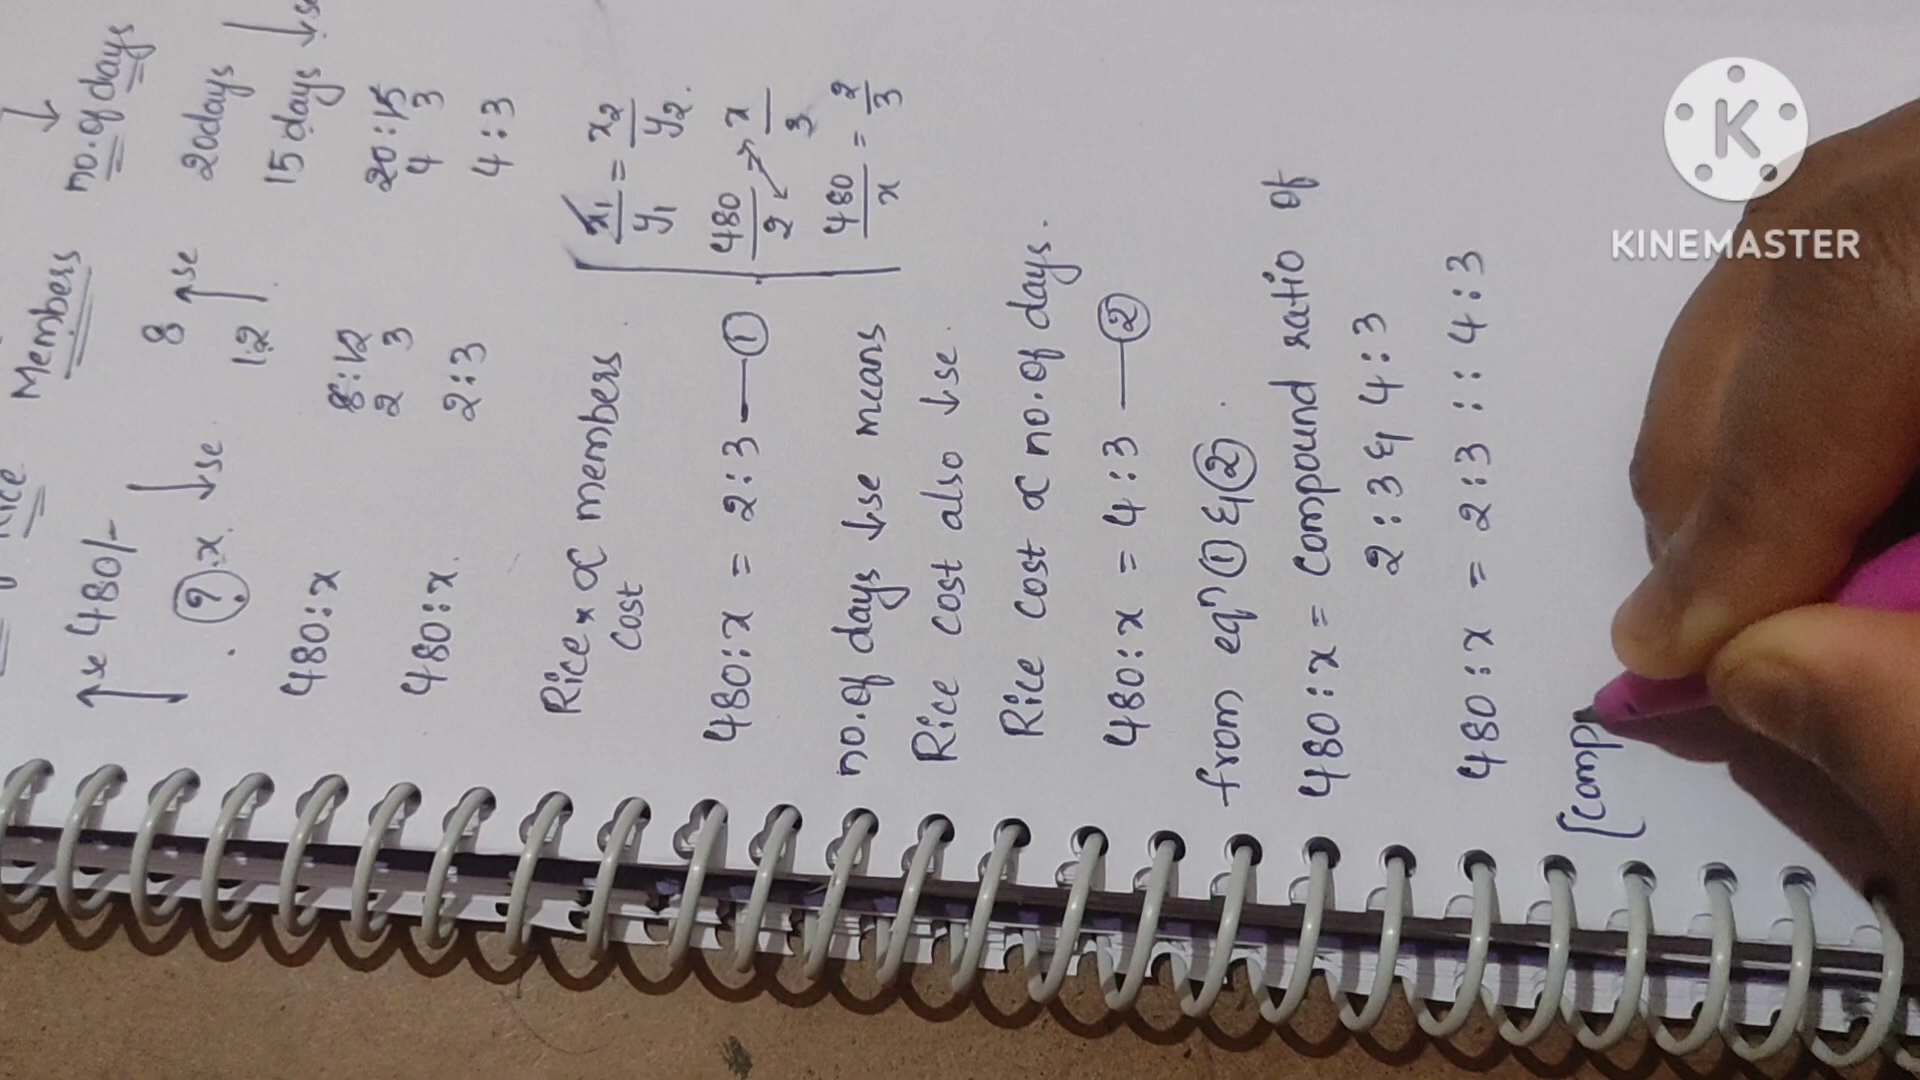 Rice Members no.of days
↑se 480/- 8 ↑se 20days
? x ↓se 12 15 days ↓se
480:x 8:12 20:15
2 3 4 3
480:x 2:3 4:3
Rice x ∝ members
cost
x1/y1 = x2/y2.
480:x = 2:3 — ①
480/2 = x/3
480/x = 2/3
no.of days ↓se means
Rice cost also ↓se.
Rice cost ∝ no.of days.
480:x = 4:3 — ②
from eqn ① & ②.
480:x = compound ratio of
2:3 & 4:3
480:x = 2:3 :: 4:3
[comp
K
KINEMASTER